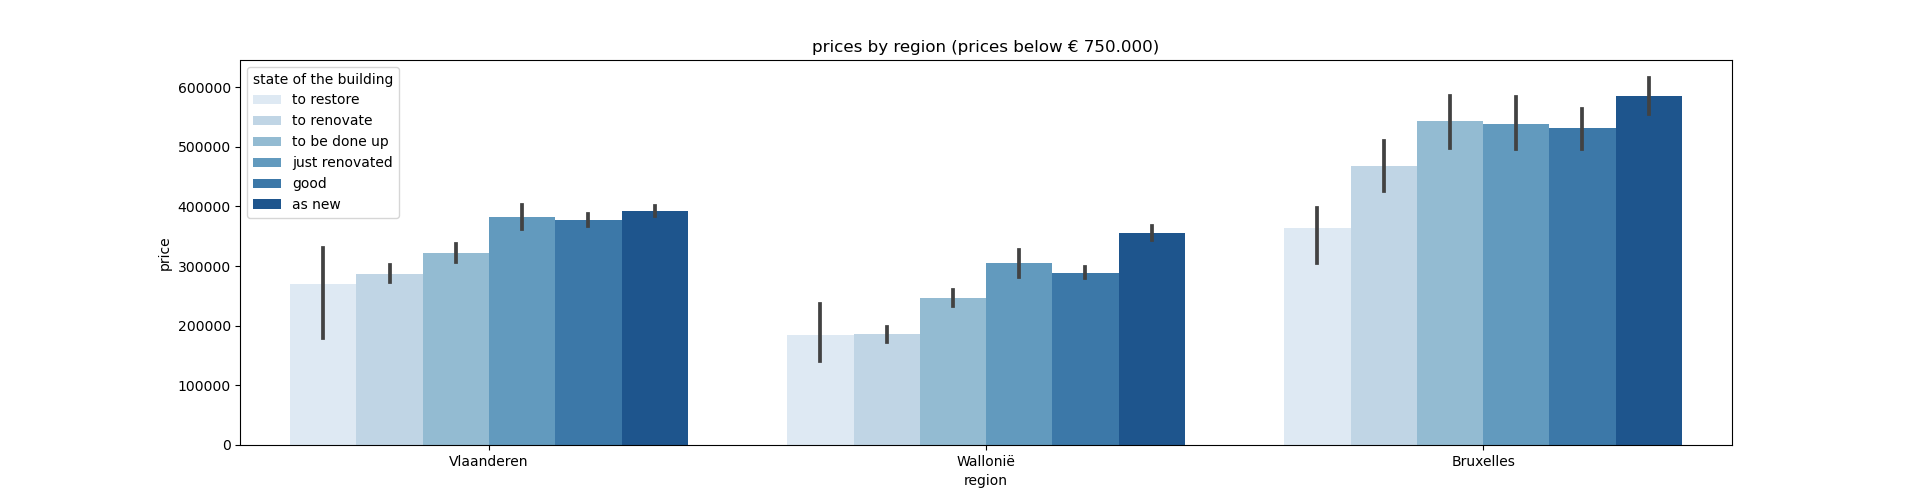 prices by region (prices below € 750.000)
state of the building
to restore
to renovate
to be done up
just renovated
good
as new
price
600000
500000
400000
300000
200000
100000
0
Vlaanderen
Wallonië
Bruxelles
region